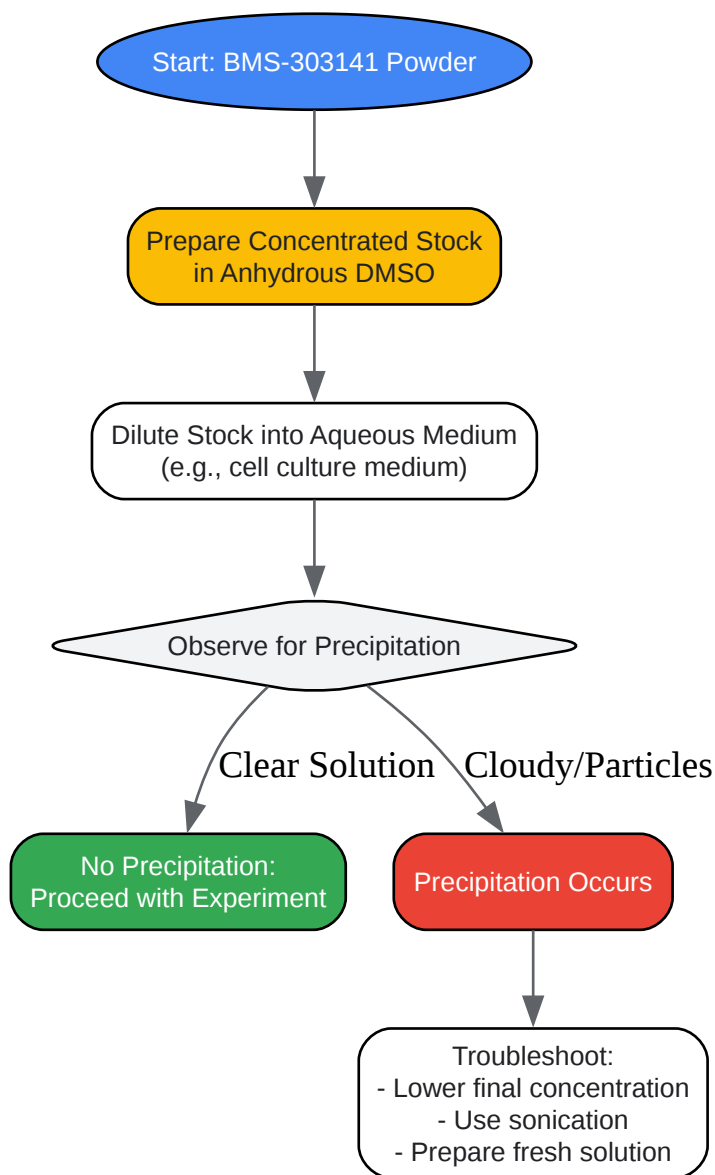 Start: BMS-303141 Powder
Prepare Concentrated Stock
in Anhydrous DMSO
Dilute Stock into Aqueous Medium
(e.g., cell culture medium)
Observe for Precipitation
Clear Solution
Cloudy/Particles
No Precipitation:
Proceed with Experiment
Precipitation Occurs
Troubleshoot:
- Lower final concentration
- Use sonication
- Prepare fresh solution